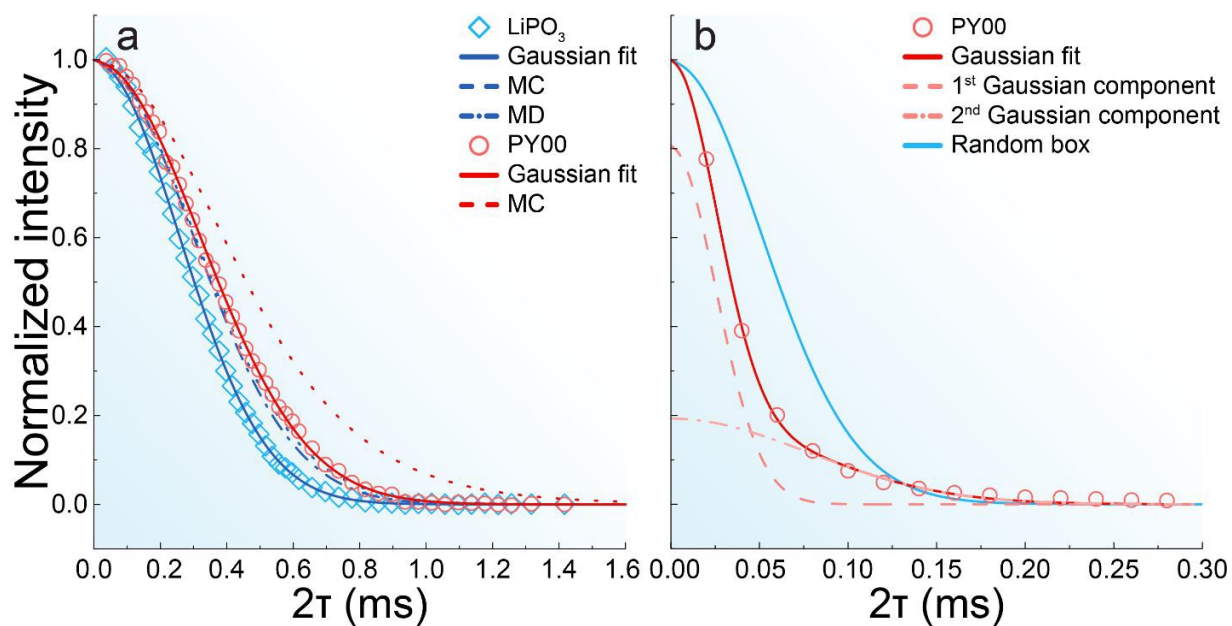 a
LiPO3
Gaussian fit
MC
MD
PY00
Gaussian fit
MC
Normalized intensity
1.0
0.8
0.6
0.4
0.2
0.0
0.0 0.2 0.4 0.6 0.8 1.0 1.2 1.4 1.6
2τ (ms)
b
PY00
Gaussian fit
1st Gaussian component
2nd Gaussian component
Random box
0.00 0.05 0.10 0.15 0.20 0.25 0.30
2τ (ms)